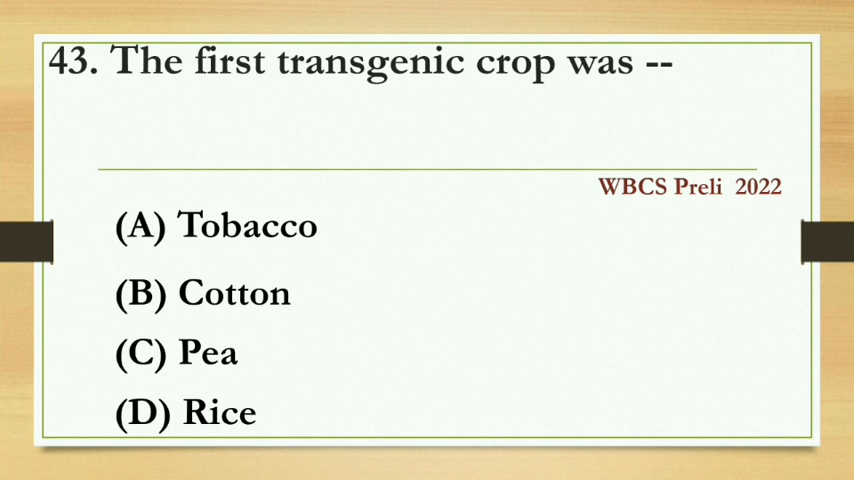 43. The first transgenic crop was --
WBCS Preli 2022
(A) Tobacco
(B) Cotton
(C) Pea
(D) Rice